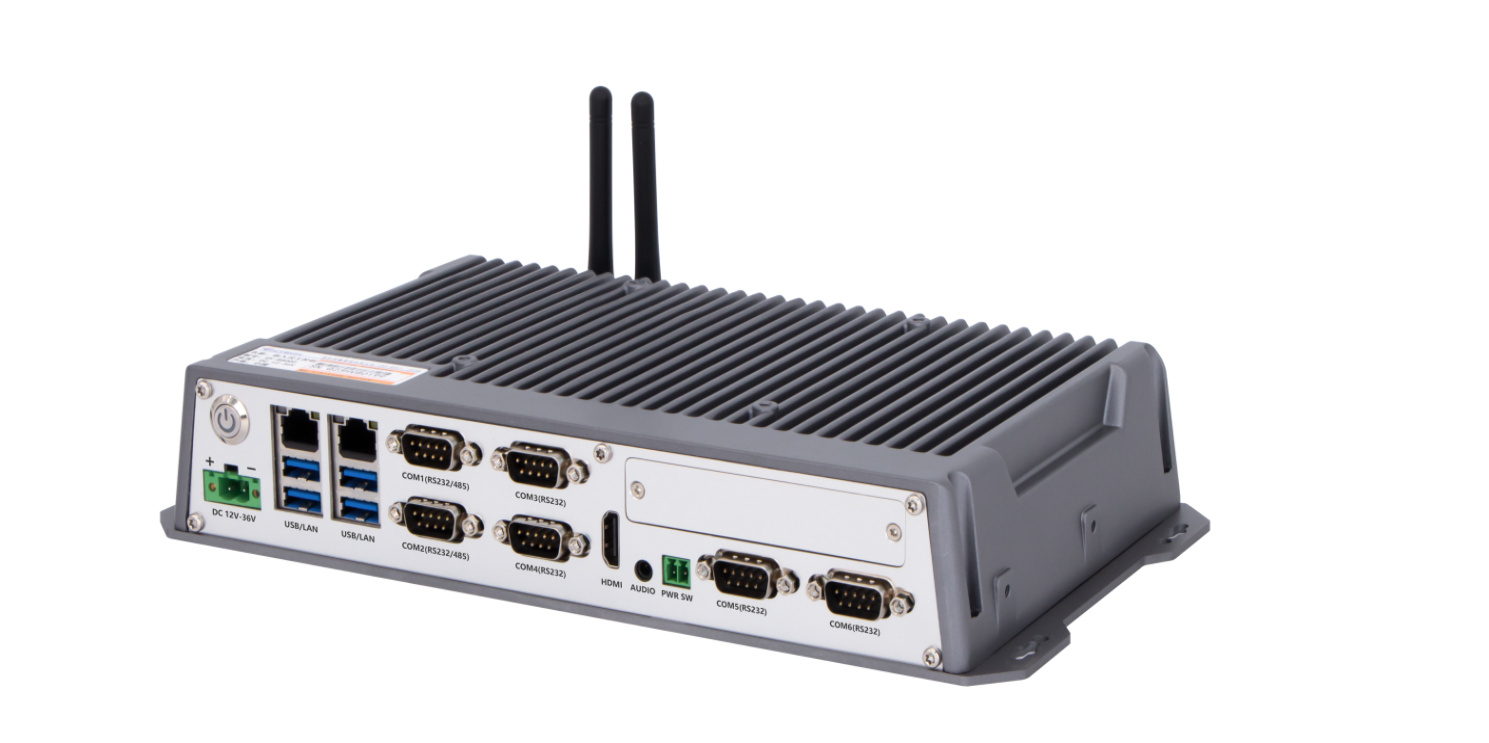 + −
DC 12V-36V
USB/LAN
USB/LAN
COM1(RS232/485)
COM2(RS232/485)
COM3(RS232)
COM4(RS232)
HDMI
AUDIO
PWR SW
COM5(RS232)
COM6(RS232)